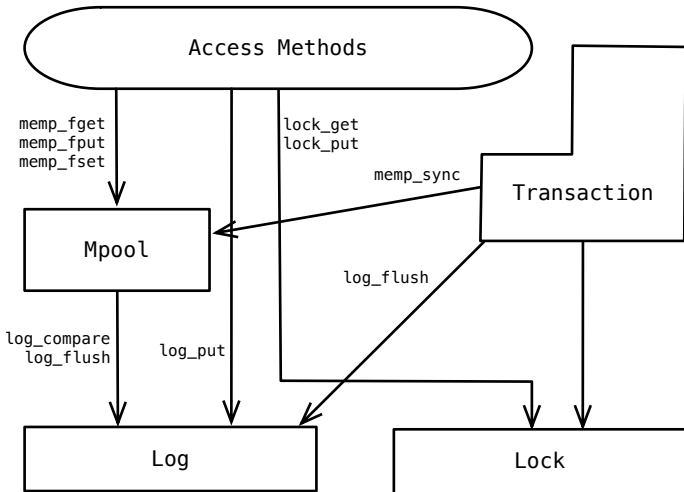 Access Methods
memp_fget
memp_fput
memp_fset
lock_get
lock_put
memp_sync
Transaction
Mpool
log_flush
log_compare
log_flush
log_put
Log
Lock